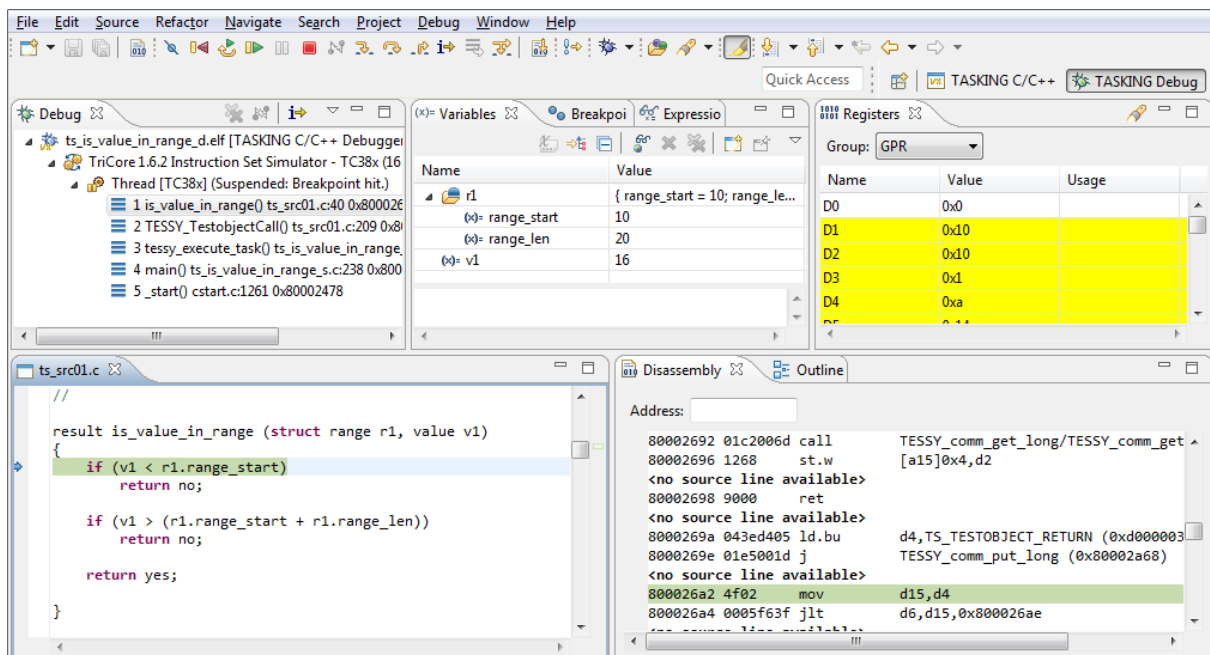 File Edit Source Refactor Navigate Search Project Debug Window Help
Quick Access TASKING C/C++ TASKING Debug
Debug
ts_is_value_in_range_d.elf [TASKING C/C++ Debugger
TriCore 1.6.2 Instruction Set Simulator - TC38x (16
Thread [TC38x] (Suspended: Breakpoint hit.)
1 is_value_in_range() ts_src01.c:40 0x800026
2 TESSY_TestobjectCall() ts_src01.c:209 0x8
3 tessy_execute_task() ts_is_value_in_range_
4 main() ts_is_value_in_range_s.c:238 0x800
5 _start() cstart.c:1261 0x80002478
(x)= Variables Breakpoi Expressio
Name Value
r1 { range_start = 10; range_le...
(x)= range_start 10
(x)= range_len 20
(x)= v1 16
1010 0101 Registers
Group: GPR
Name Value Usage
D0 0x0
D1 0x10
D2 0x10
D3 0x1
D4 0xa
ts_src01.c
//
result is_value_in_range (struct range r1, value v1)
{
if (v1 < r1.range_start)
return no;
if (v1 > (r1.range_start + r1.range_len))
return no;
return yes;
}
Disassembly Outline
Address:
80002692 01c2006d call TESSY_comm_get_long/TESSY_comm_get
80002696 1268 st.w [a15]0x4,d2
<no source line available>
80002698 9000 ret
<no source line available>
8000269a 043ed405 ld.bu d4,TS_TESTOBJECT_RETURN (0xd000003
8000269e 01e5001d j TESSY_comm_put_long (0x80002a68)
<no source line available>
800026a2 4f02 mov d15,d4
800026a4 0005f63f jlt d6,d15,0x800026ae